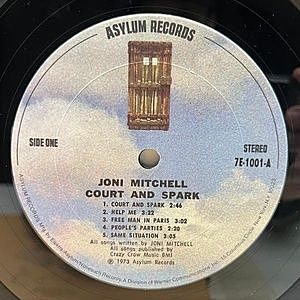 ASYLUM RECORDS
SIDE ONE
STEREO
7E-1001-A
JONI MITCHELL
COURT AND SPARK
1. COURT AND SPARK 2:46
2. HELP ME 3:22
3. FREE MAN IN PARIS 3:02
4. PEOPLE'S PARTIES 2:20
5. SAME SITUATION 3:05
All songs written by JONI MITCHELL
All songs published by
Crazy Crow Music BMI
℗ 1973 Asylum Records